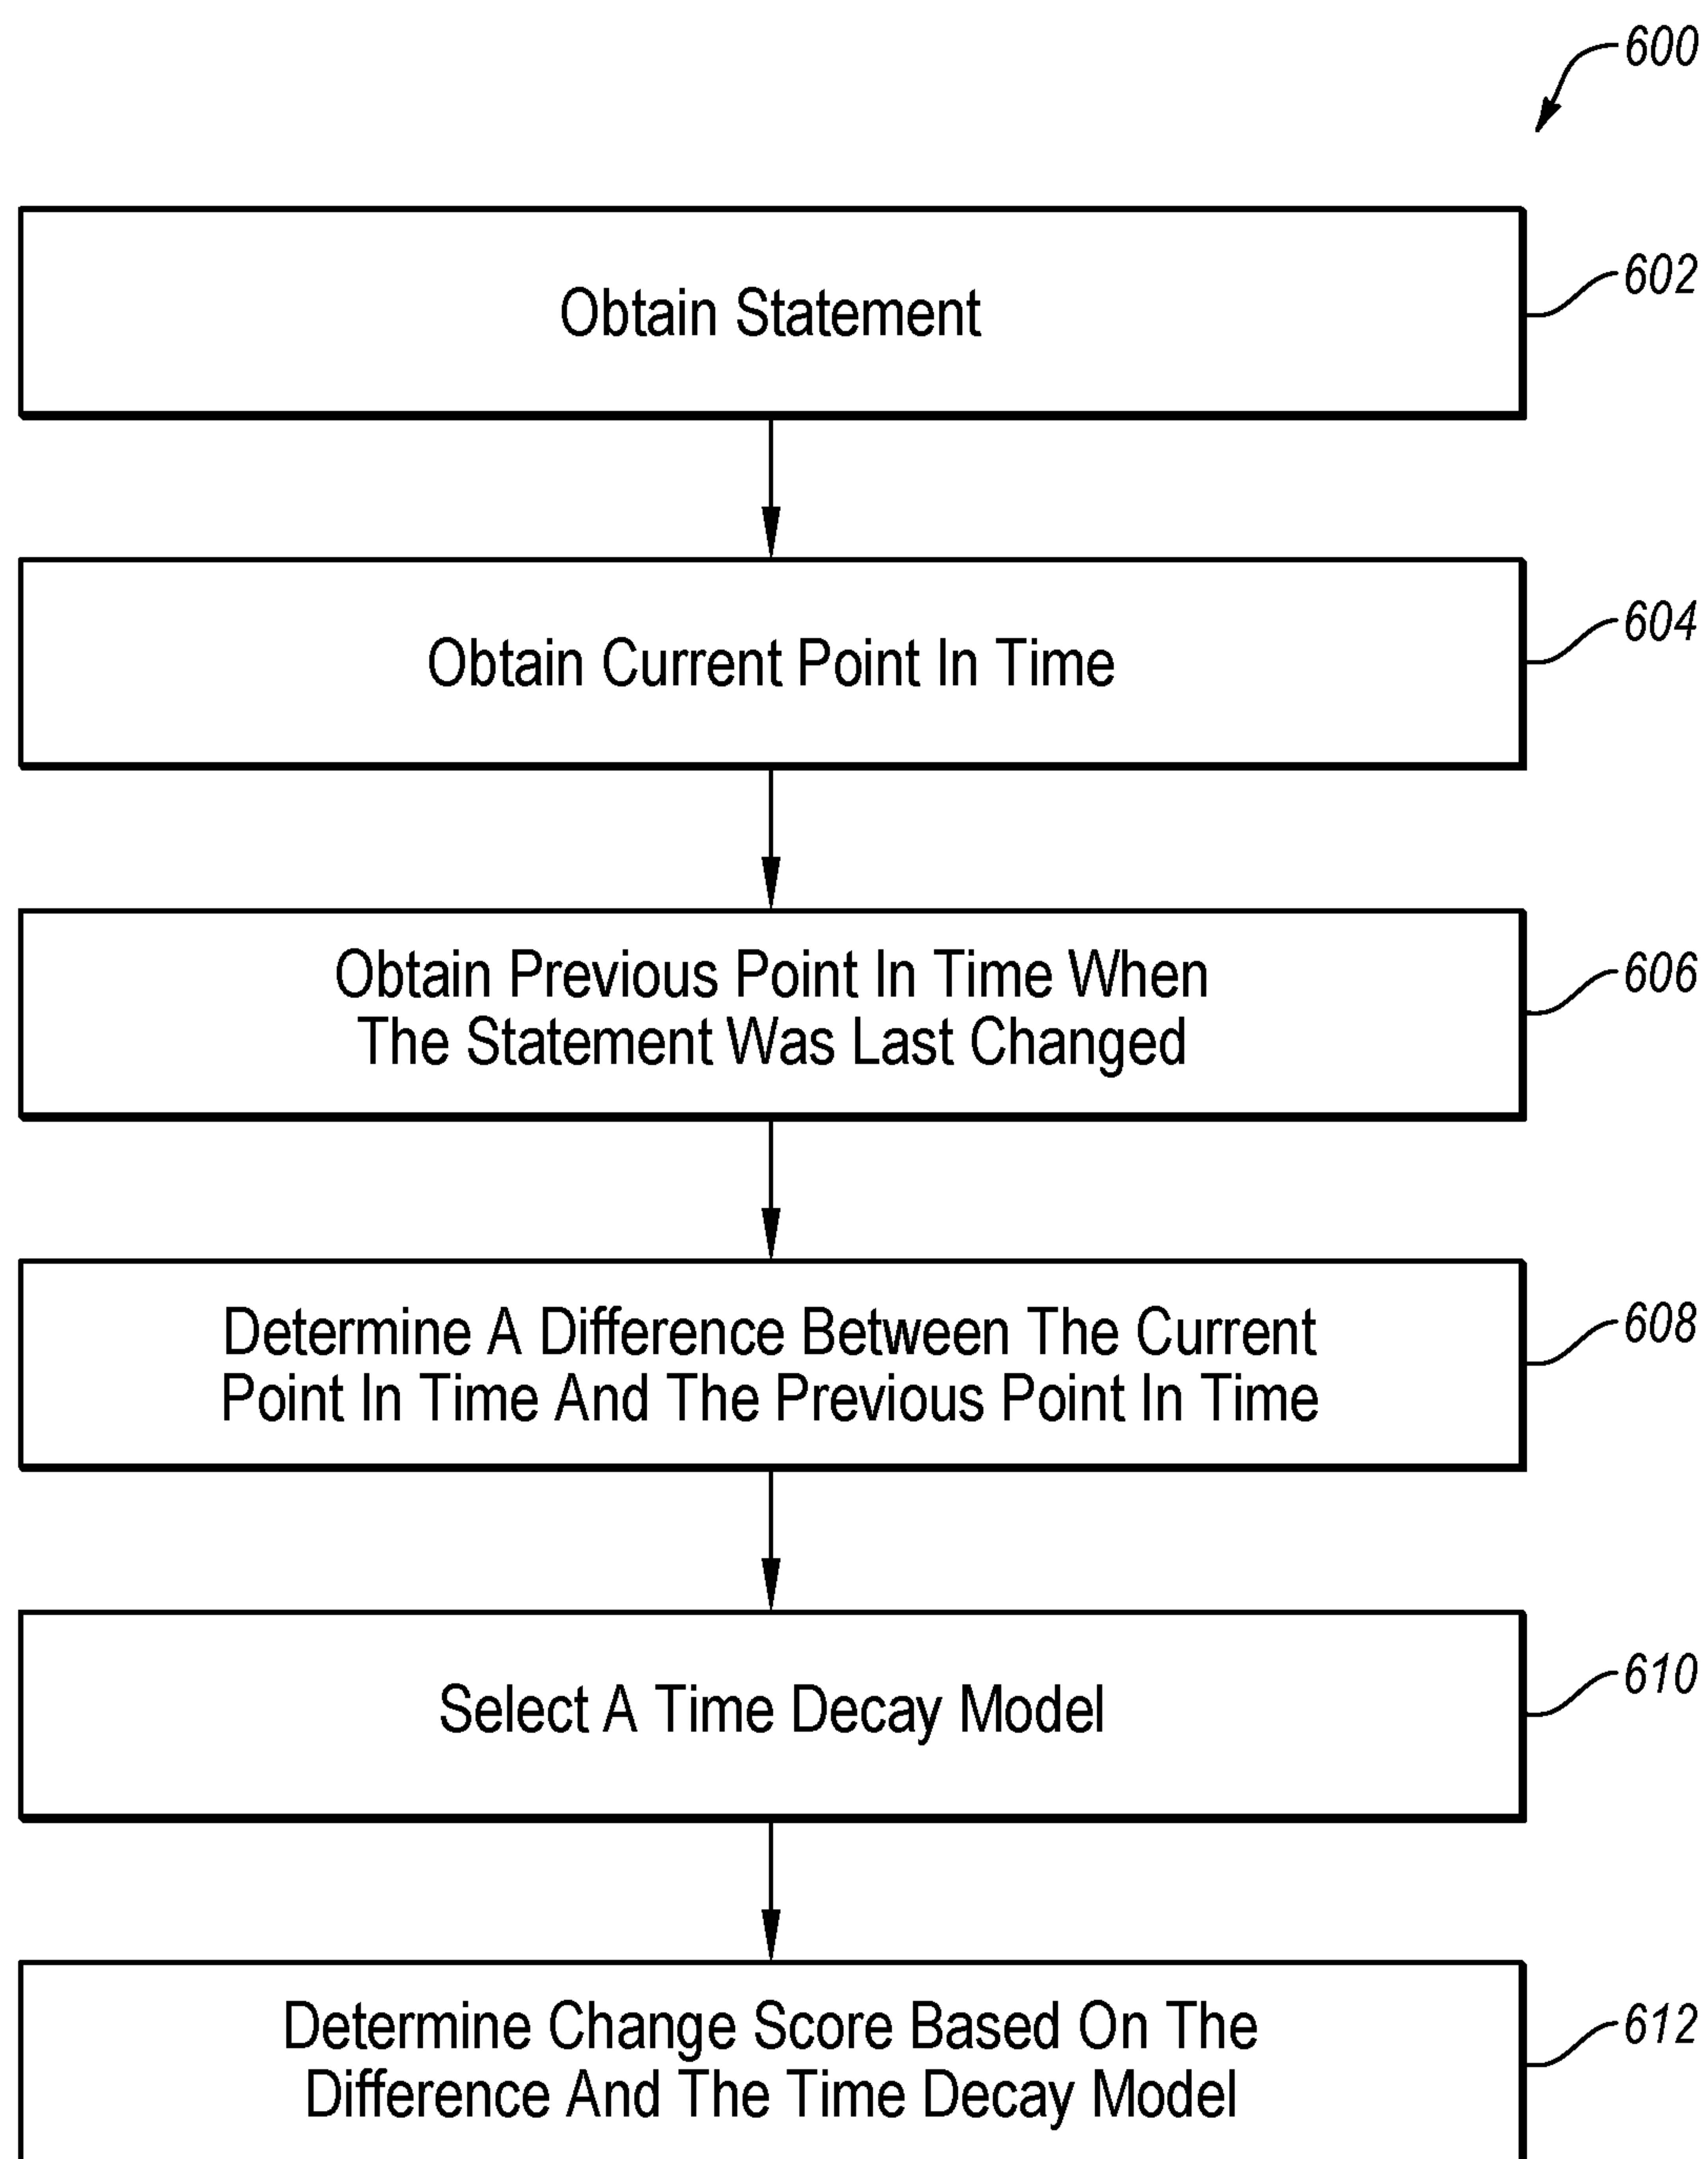 600
Obtain Statement
602
Obtain Current Point In Time
604
Obtain Previous Point In Time When
The Statement Was Last Changed
606
Determine A Difference Between The Current
Point In Time And The Previous Point In Time
608
Select A Time Decay Model
610
Determine Change Score Based On The
Difference And The Time Decay Model
612